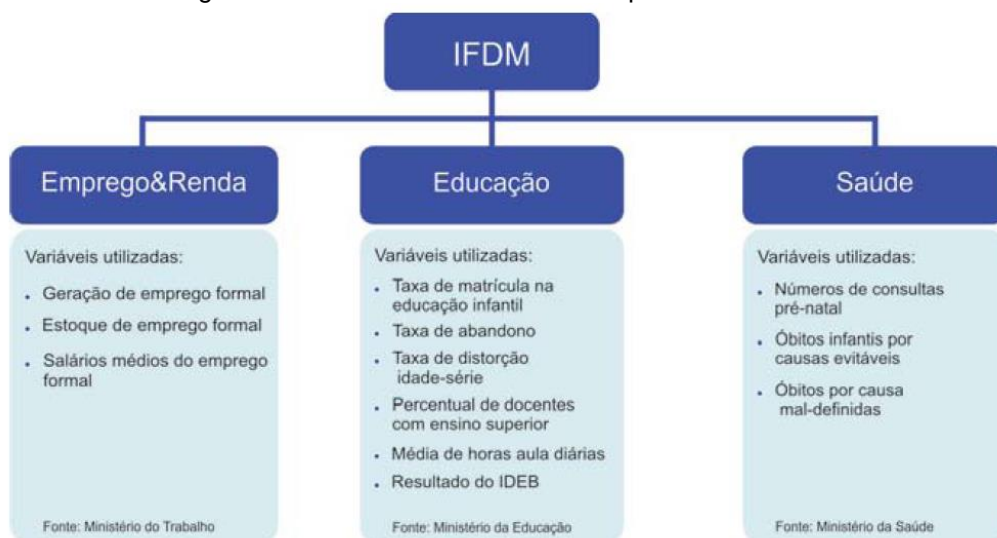 IFDM
Emprego&Renda
Variáveis utilizadas:
• Geração de emprego formal
• Estoque de emprego formal
• Salários médios do emprego
formal
Fonte: Ministério do Trabalho
Educação
Variáveis utilizadas:
• Taxa de matrícula na
educação infantil
• Taxa de abandono
• Taxa de distorção
idade-série
• Percentual de docentes
com ensino superior
• Média de horas aula diárias
• Resultado do IDEB
Fonte: Ministério da Educação
Saúde
Variáveis utilizadas:
• Números de consultas
pré-natal
• Óbitos infantis por
causas evitáveis
• Óbitos por causa
mal-definidas
Fonte: Ministério da Saúde